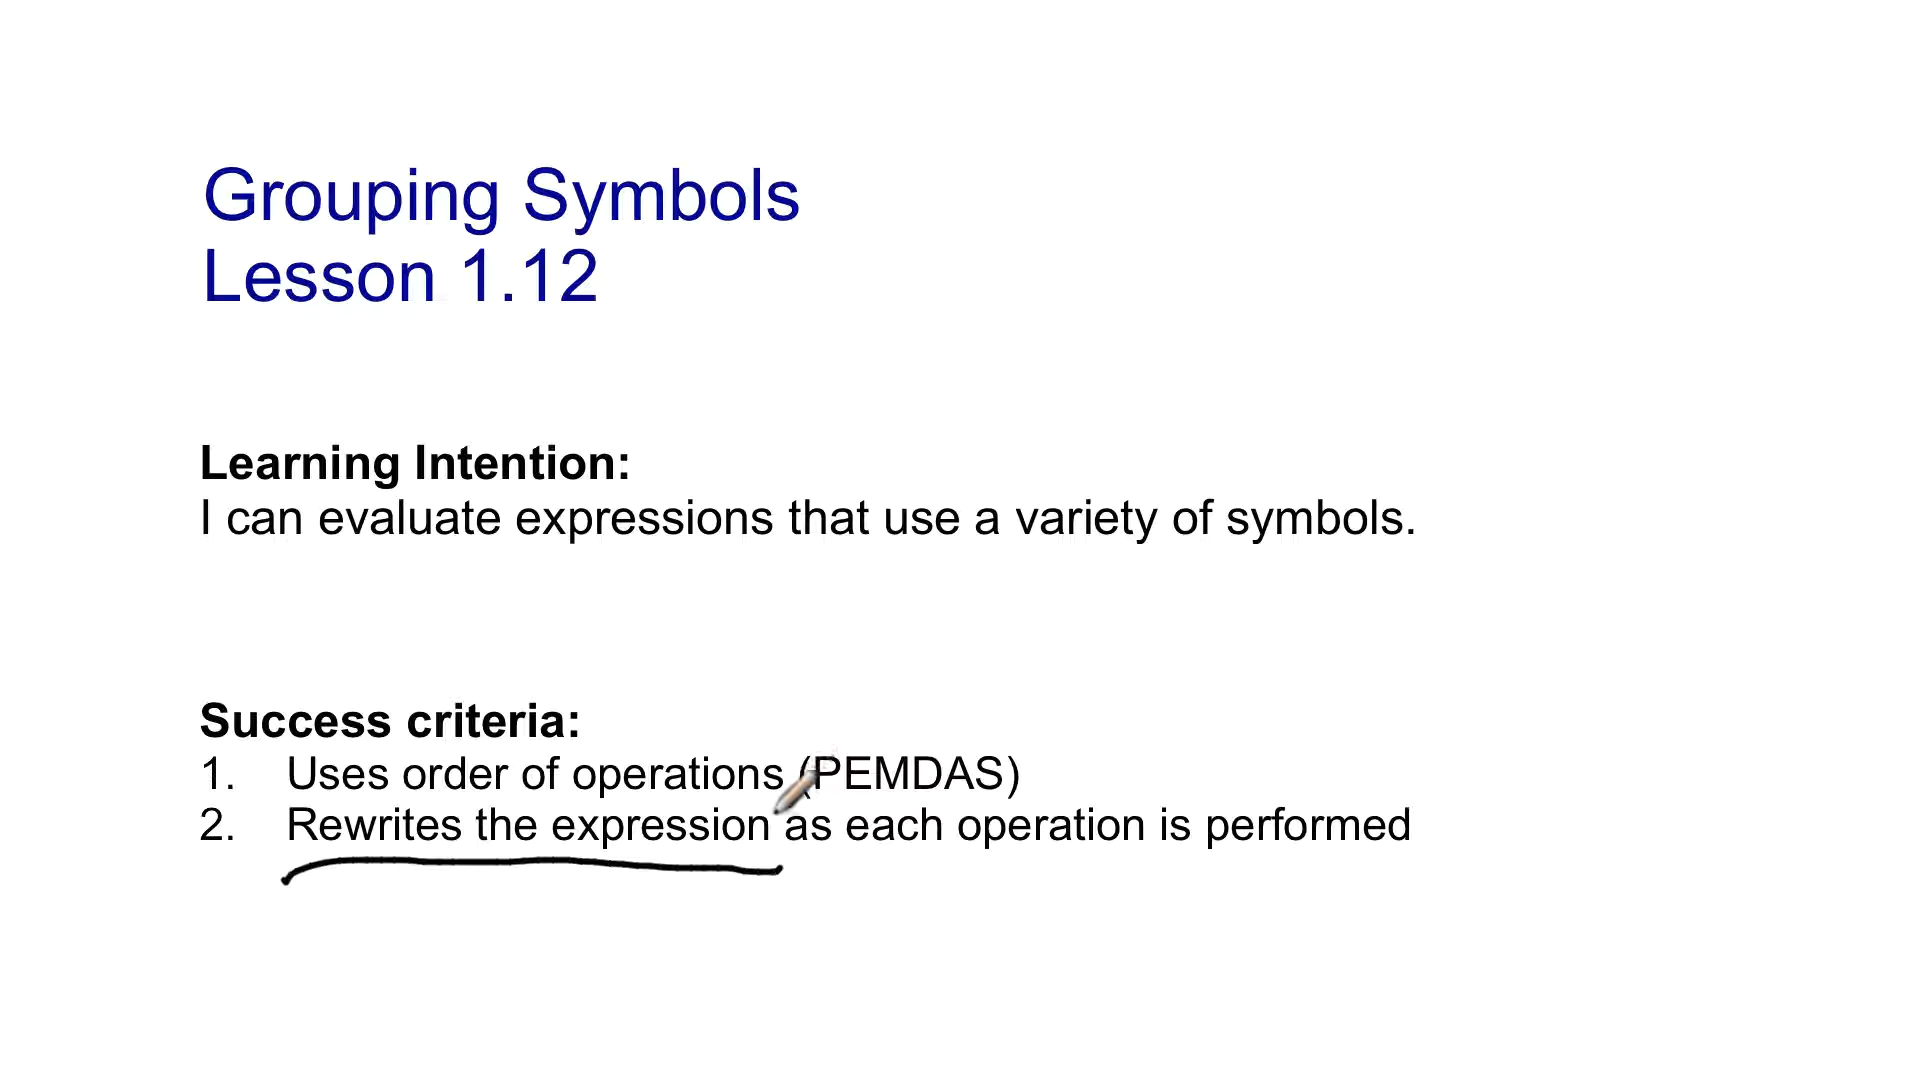 Grouping Symbols
Lesson 1.12
Learning Intention:
I can evaluate expressions that use a variety of symbols.
Success criteria:
1. Uses order of operations (PEMDAS)
2. Rewrites the expression as each operation is performed